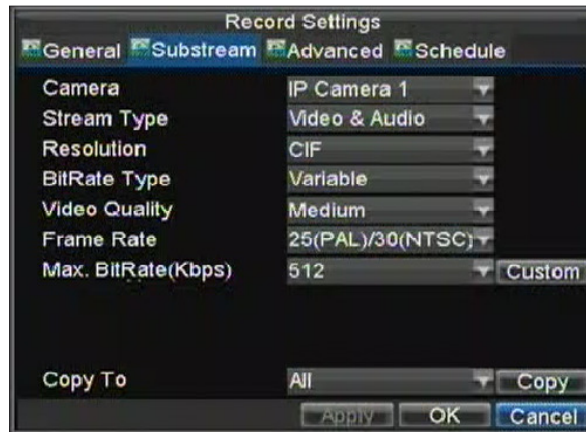 Record Settings
General Substream Advanced Schedule
Camera IP Camera 1
Stream Type Video & Audio
Resolution CIF
BitRate Type Variable
Video Quality Medium
Frame Rate 25(PAL)/30(NTSC)
Max. BitRate(Kbps) 512 Custom
Copy To All Copy
Apply OK Cancel